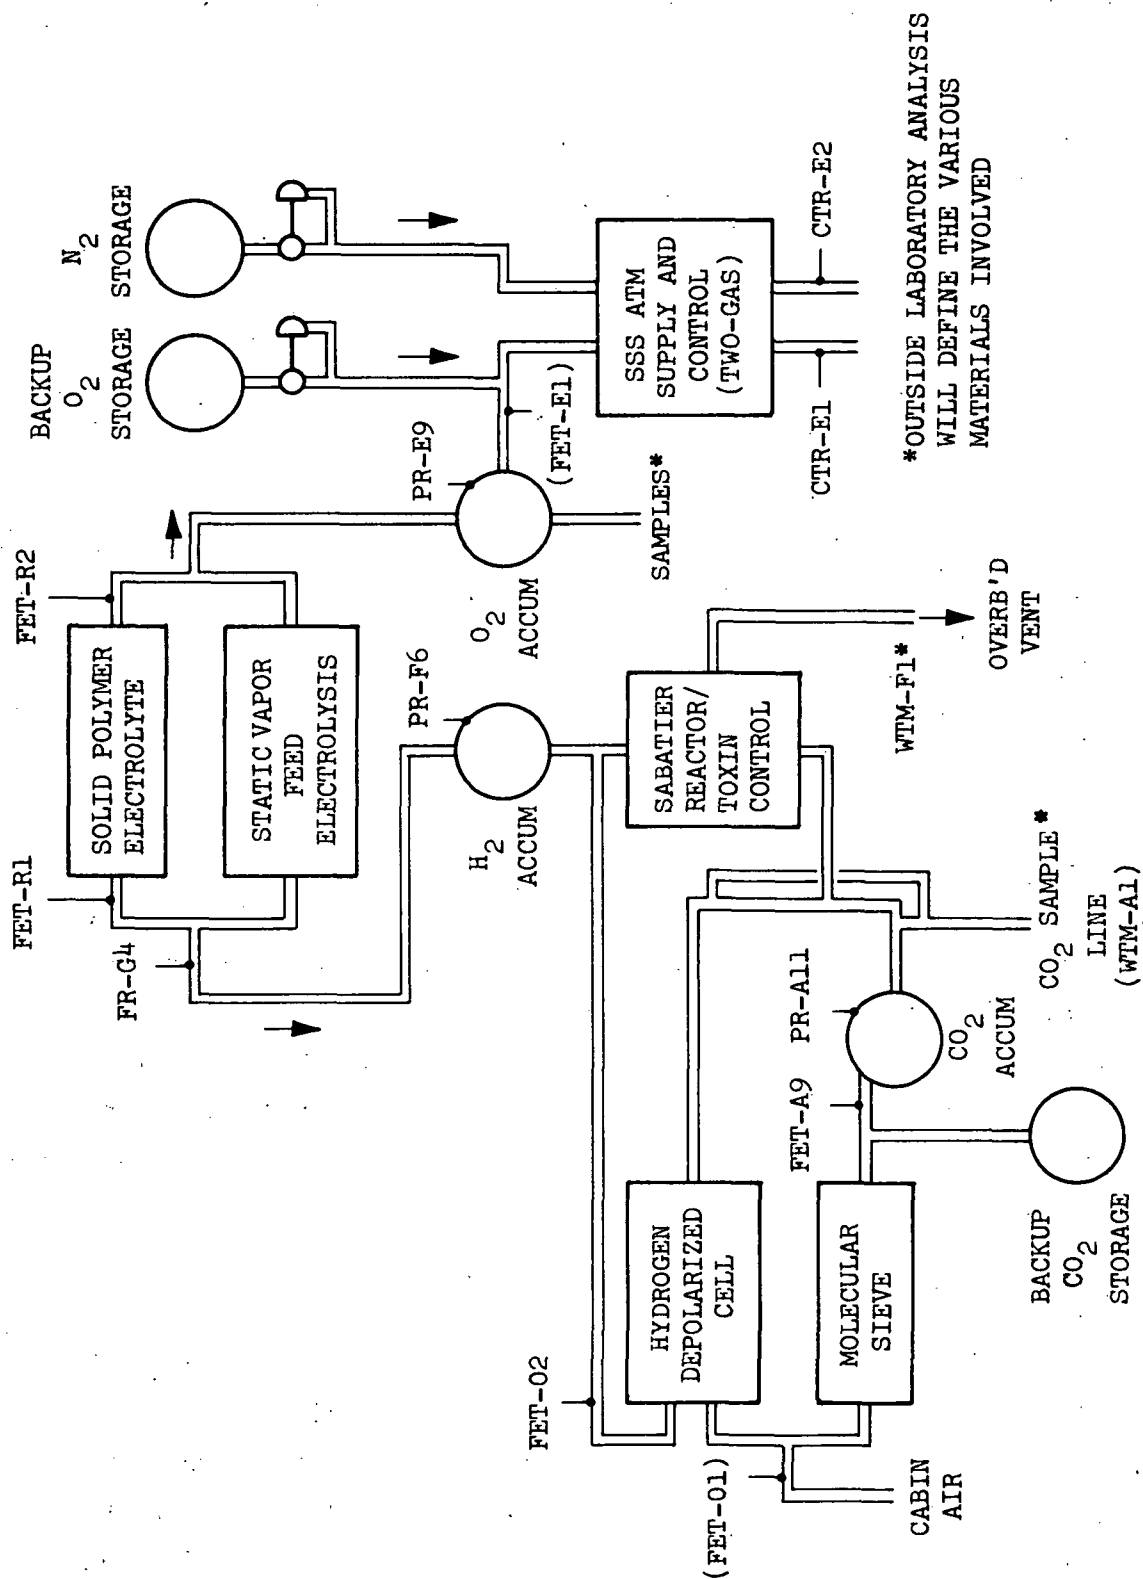 FET-R1
FET-R2
FR-G4
SOLID POLYMER
ELECTROLYTE
STATIC VAPOR
FEED
ELECTROLYSIS
BACKUP
O2
STORAGE
N2
STORAGE
PR-F6
PR-E9
H2
ACCUM
O2
ACCUM
(FET-E1)
SAMPLES*
SSS ATM
SUPPLY AND
CONTROL
(TWO-GAS)
CTR-E1
CTR-E2
FET-02
(FET-01)
HYDROGEN
DEPOLARIZED
CELL
SABATIER
REACTOR/
TOXIN
CONTROL
WTM-F1*
OVERB'D
VENT
FET-A9
PR-A11
MOLECULAR
SIEVE
CABIN
AIR
CO2
ACCUM
BACKUP
CO2
STORAGE
CO2 SAMPLE*
LINE
(WTM-A1)
*OUTSIDE LABORATORY ANALYSIS
WILL DEFINE THE VARIOUS
MATERIALS INVOLVED